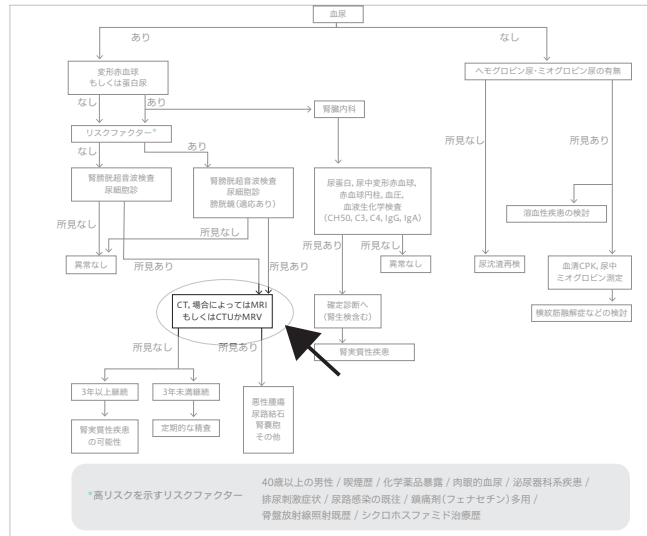 血尿
あり
なし
変形赤血球
もしくは蛋白尿
ヘモグロビン尿・ミオグロビン尿の有無
なし
あり
腎臓内科
リスクファクター*
なし
あり
所見なし
所見あり
腎膀胱超音波検査
尿細胞診
腎膀胱超音波検査
尿細胞診
膀胱鏡(適応あり)
尿蛋白, 尿中変形赤血球,
赤血球円柱, 血圧,
血液生化学検査
(CH50, C3, C4, IgG, IgA)
溶血性疾患の検討
所見なし
所見なし
所見あり
所見なし
異常なし
所見あり
所見あり
異常なし
尿沈渣再検
血清CPK, 尿中
ミオグロビン測定
CT, 場合によってはMRI
もしくはCTUかMRV
確定診断へ
(腎生検含む)
横紋筋融解症などの検討
所見なし
所見あり
腎実質性疾患
3年以上継続
3年未満継続
悪性腫瘍
尿路結石
腎嚢胞
その他
腎実質性疾患
の可能性
定期的な精査
*高リスクを示すリスクファクター
40歳以上の男性 / 喫煙歴 / 化学薬品暴露 / 肉眼的血尿 / 泌尿器科系疾患 /
排尿刺激症状 / 尿路感染の既往 / 鎮痛剤(フェナセチン)多用 /
骨盤放射線照射既歴 / シクロホスファミド治療歴